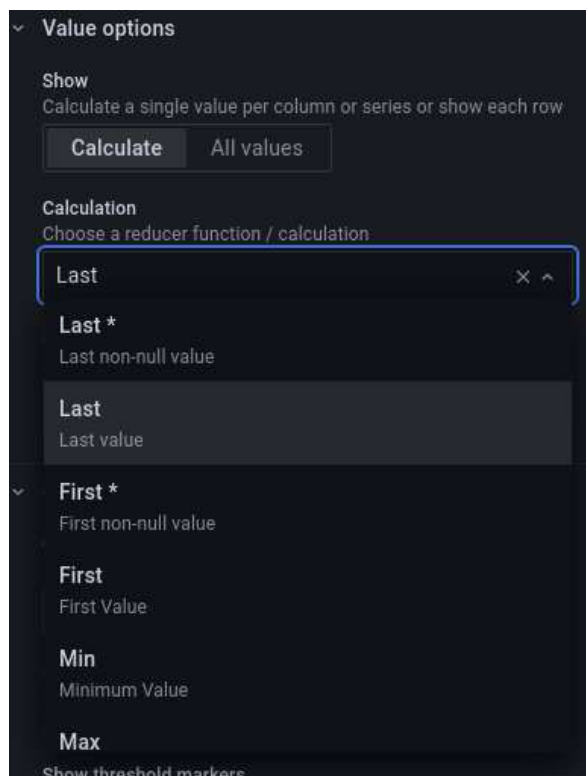 Value options
Show
Calculate a single value per column or series or show each row
Calculate All values
Calculation
Choose a reducer function / calculation
Last
Last *
Last non-null value
Last
Last value
First *
First non-null value
First
First Value
Min
Minimum Value
Max
Show threshold markers